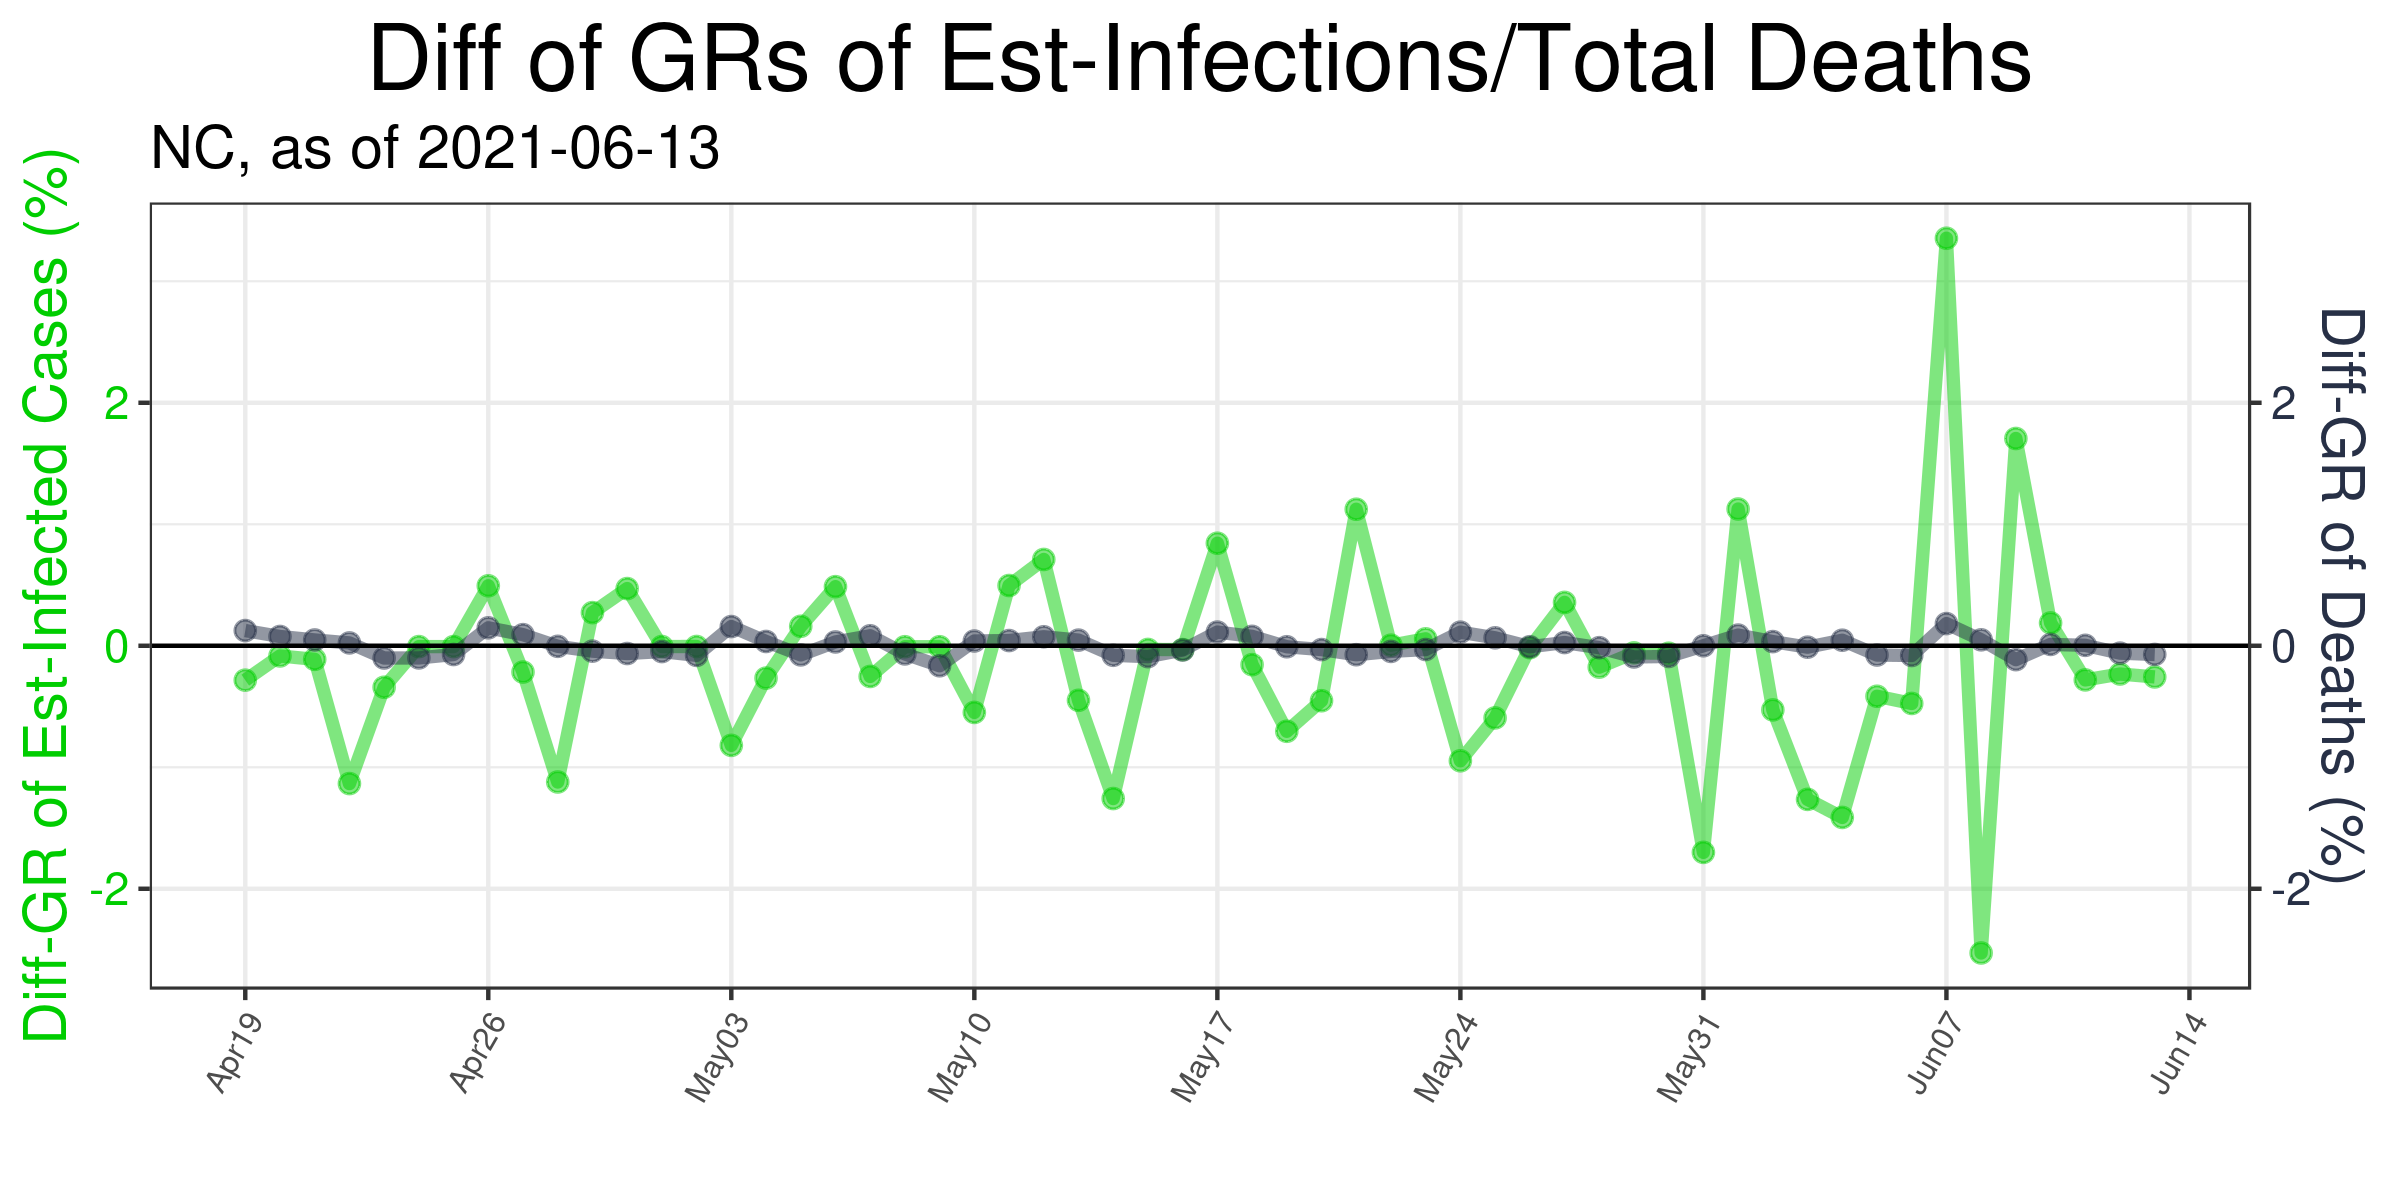 Diff of GRs of Est-Infections/Total Deaths
NC, as of 2021-06-13
Diff-GR of Est-Infected Cases (%)
2
0
-2
2
0
-2
Diff-GR of Deaths (%)
Apr19
Apr26
May03
May10
May17
May24
May31
Jun07
Jun14